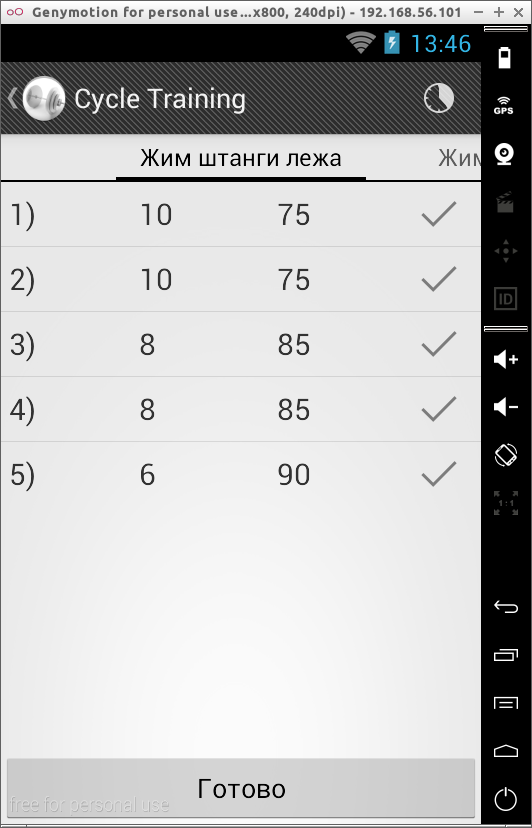 Genymotion for personal use...x800, 240dpi) - 192.168.56.101
13:46
Cycle Training
GPS
Жим штанги лежа Жим
1) 10 75
2) 10 75
3) 8 85
4) 8 85
5) 6 90
ID
1:1
Готово
free for personal use